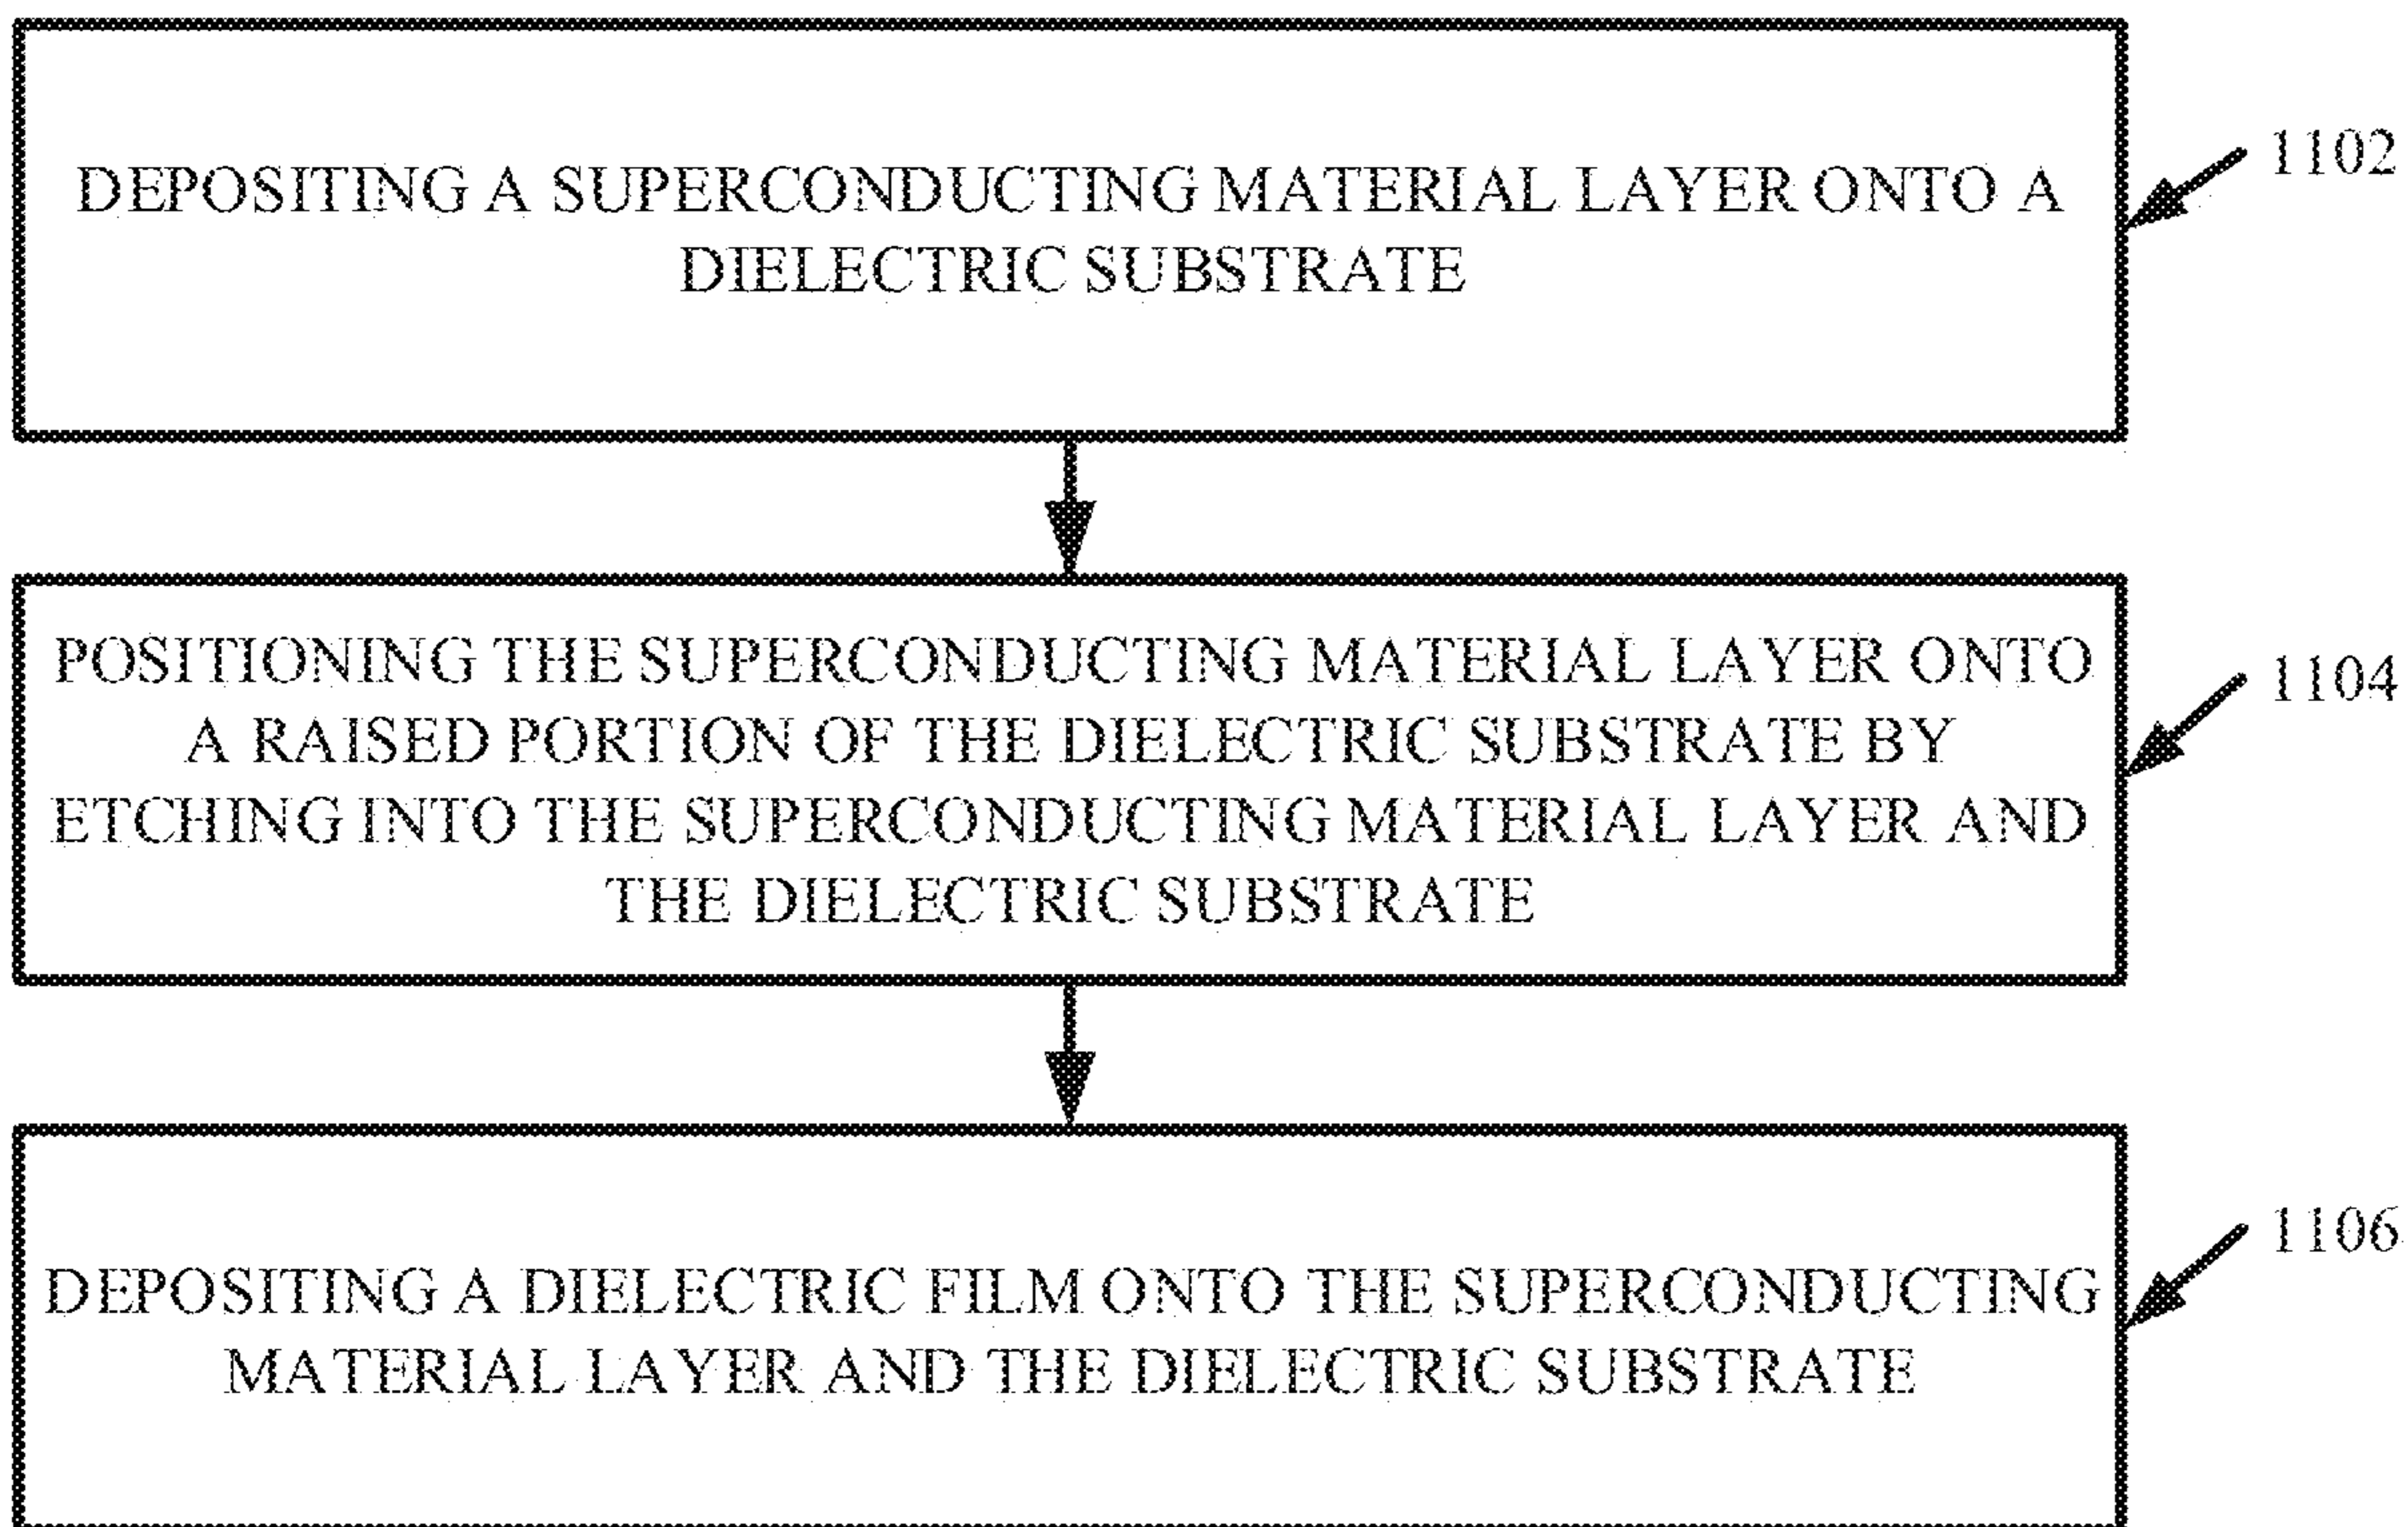 DEPOSITING A SUPERCONDUCTING MATERIAL LAYER ONTO A
DIELECTRIC SUBSTRATE
1102
POSITIONING THE SUPERCONDUCTING MATERIAL LAYER ONTO
A RAISED PORTION OF THE DIELECTRIC SUBSTRATE BY
ETCHING INTO THE SUPERCONDUCTING MATERIAL LAYER AND
THE DIELECTRIC SUBSTRATE
1104
DEPOSITING A DIELECTRIC FILM ONTO THE SUPERCONDUCTING
MATERIAL LAYER AND THE DIELECTRIC SUBSTRATE
1106